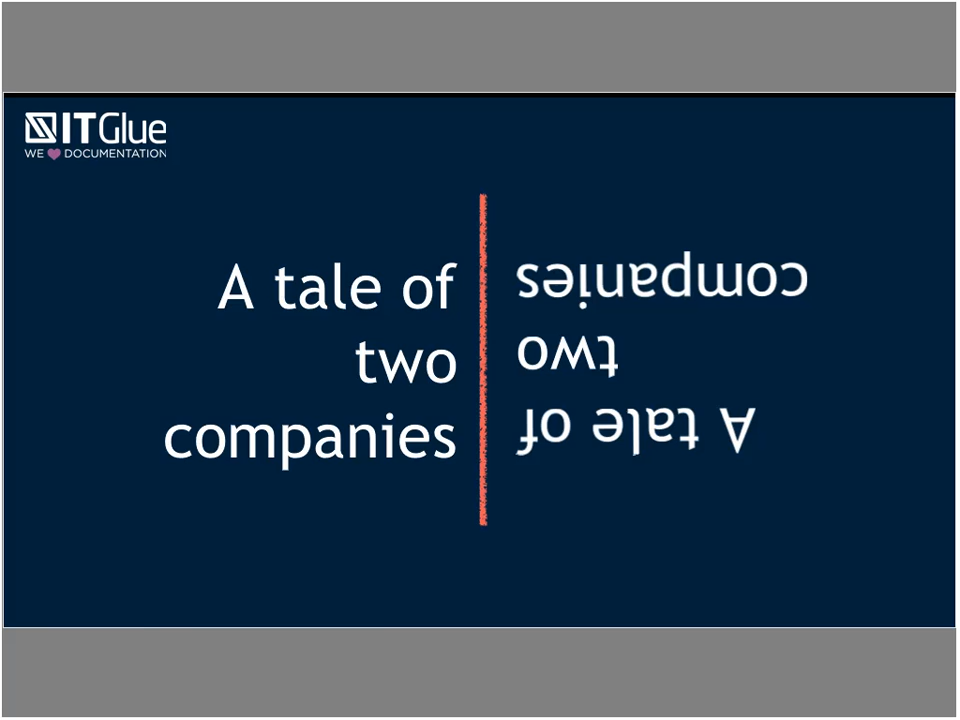 ITGlue
WE ♥ DOCUMENTATION
A tale of
two
companies
A tale of
two
companies